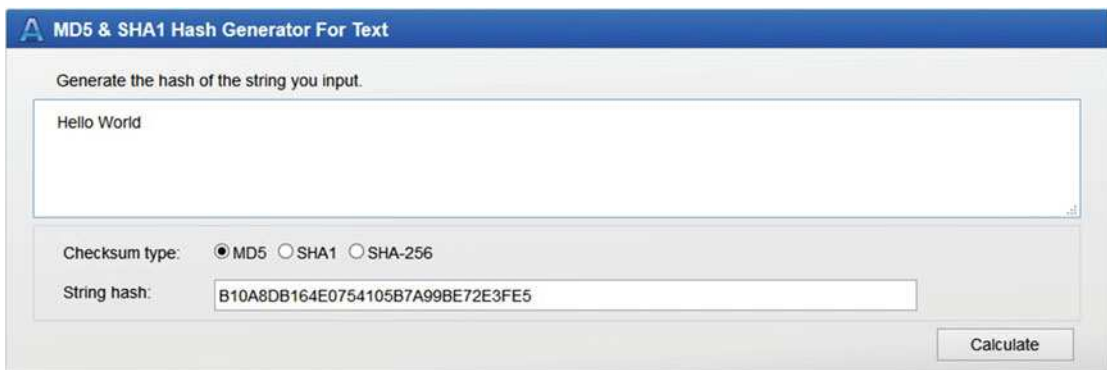 MD5 & SHA1 Hash Generator For Text
Generate the hash of the string you input.
Hello World
Checksum type: MD5 SHA1 SHA-256
String hash: B10A8DB164E0754105B7A99BE72E3FE5
Calculate